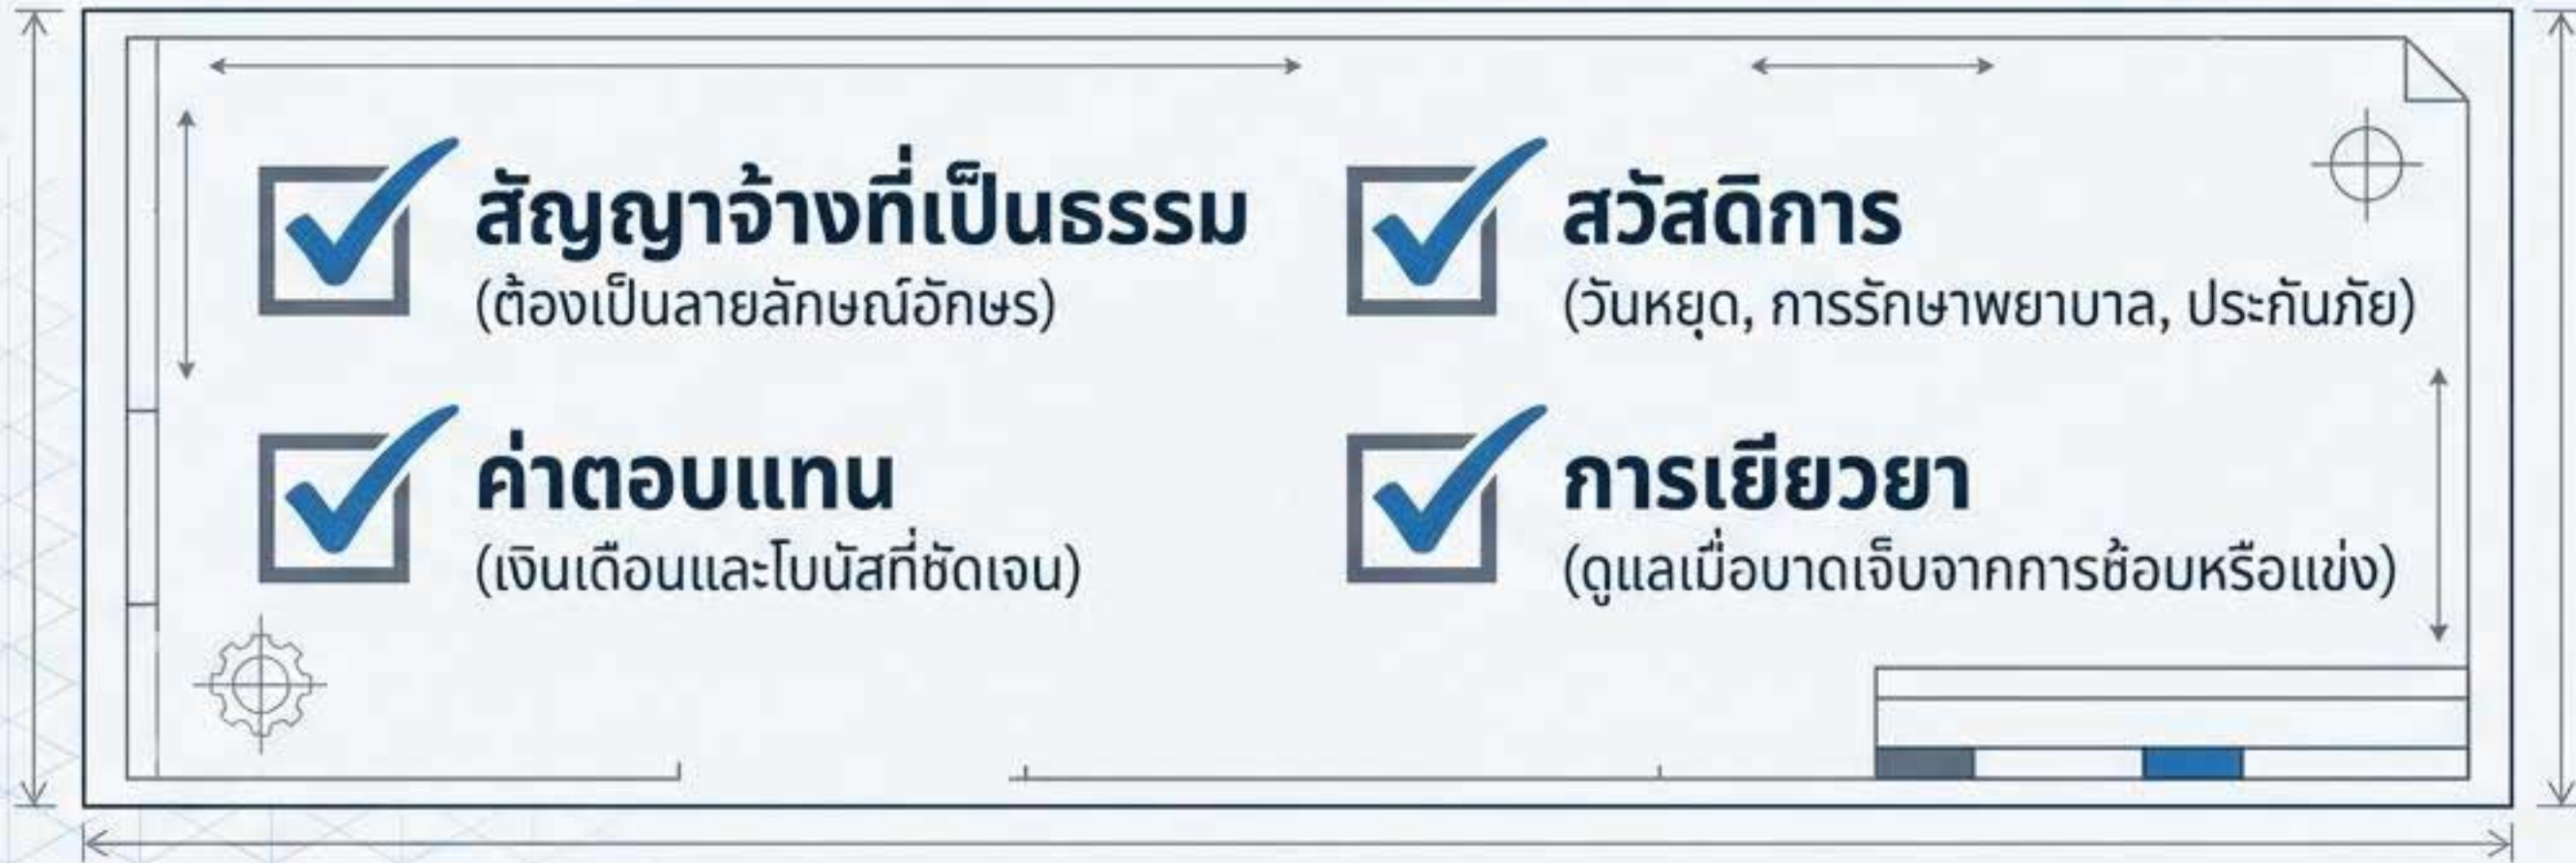 สัญญาจ้างที่เป็นธรรม
(ต้องเป็นลายลักษณ์อักษร)
สวัสดิการ
(วันหยุด, การรักษาพยาบาล, ประกันภัย)
ค่าตอบแทน
(เงินเดือนและโบนัสที่ชัดเจน)
การเยียวยา
(ดูแลเมื่อบาดเจ็บจากการซ้อมหรือแข่ง)